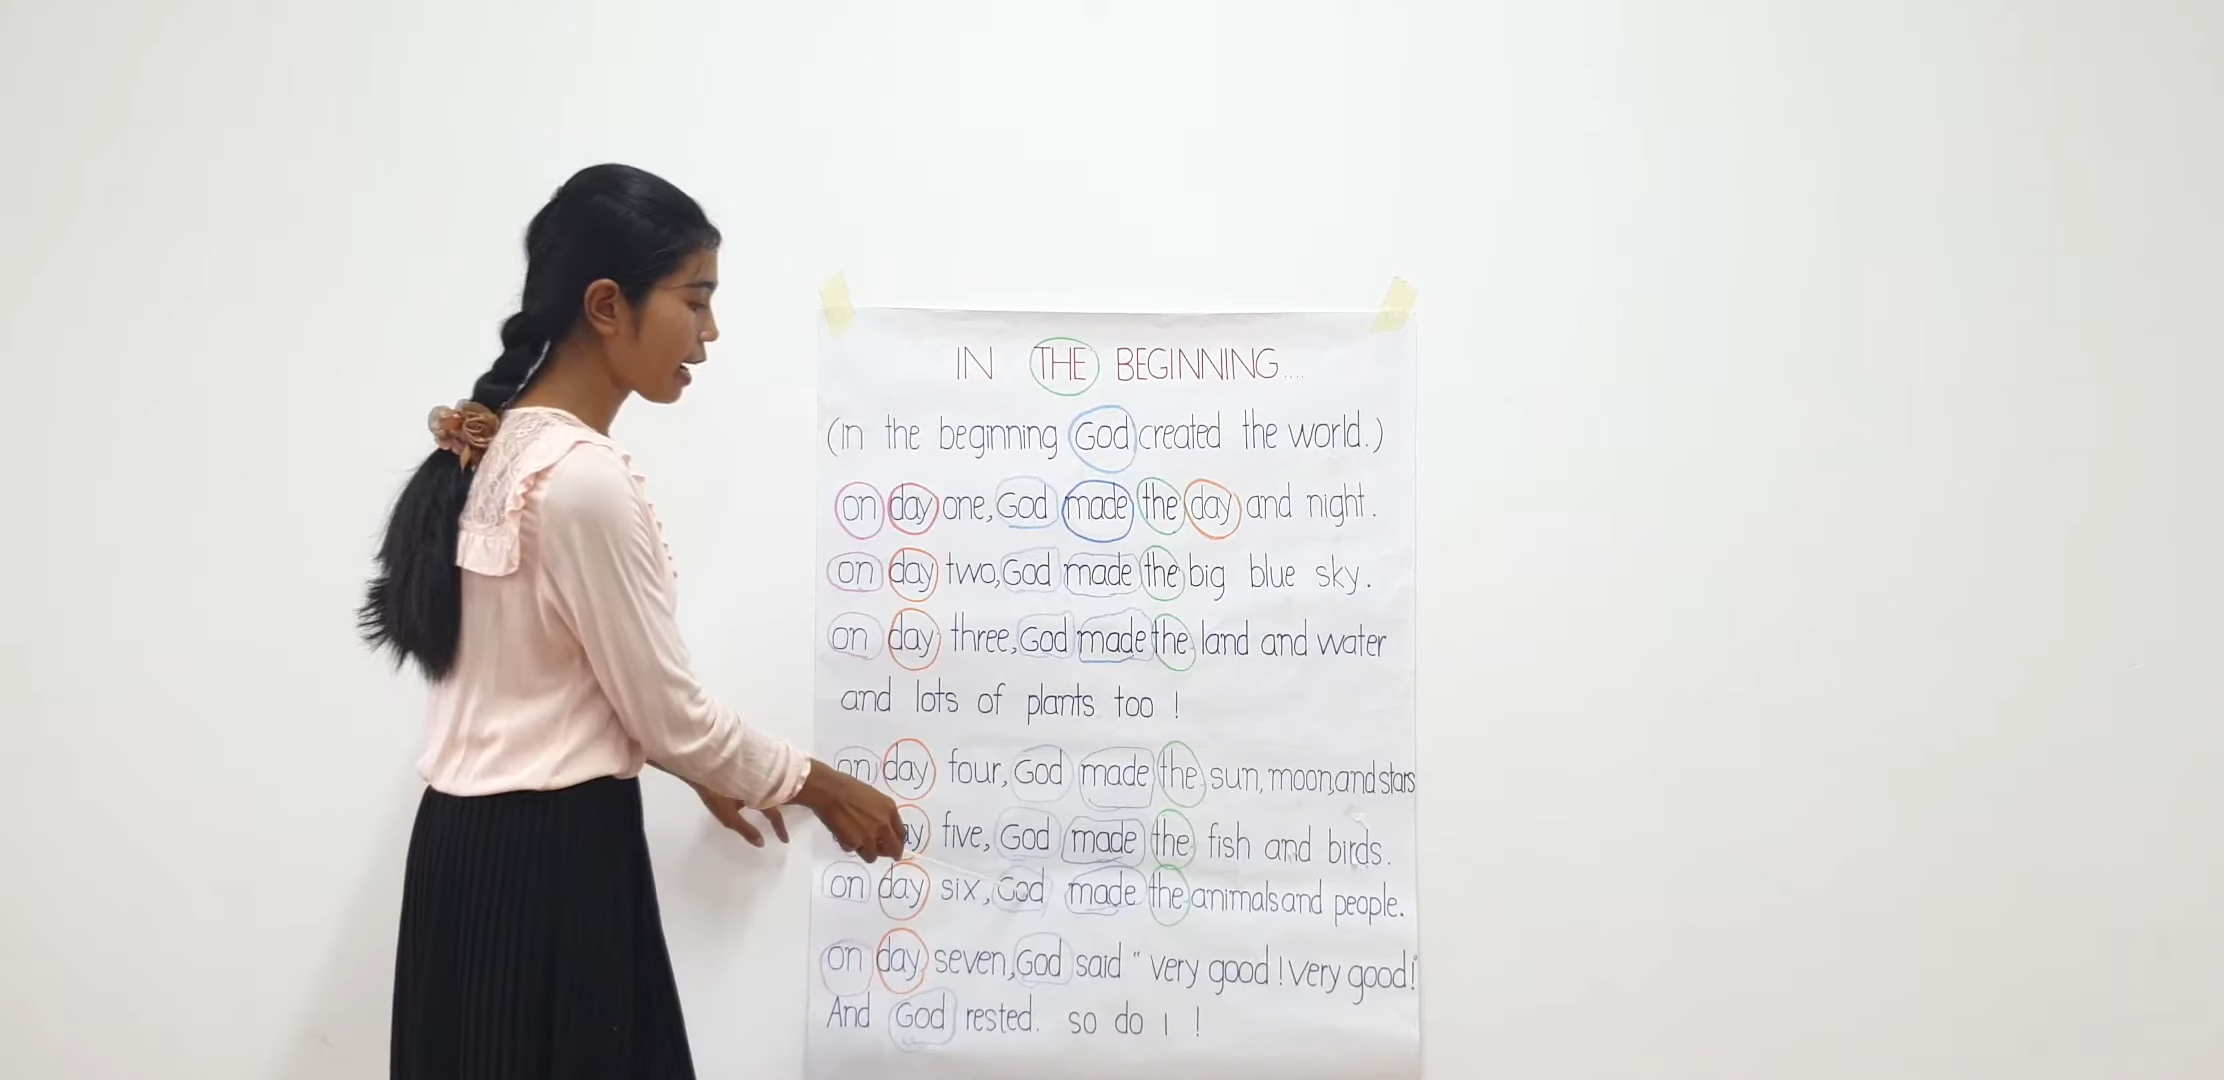 IN THE BEGINNING....
(In the beginning God created the world.)
on day one, God made the day and night.
on day two, God made the big blue sky.
on day three, God made the land and water
and lots of plants too !
on day four, God made the sun, moon, and stars
five, God made the fish and birds.
on day six, God made the animals and people.
on day seven, God said " very good ! very good!
And God rested. so do I !